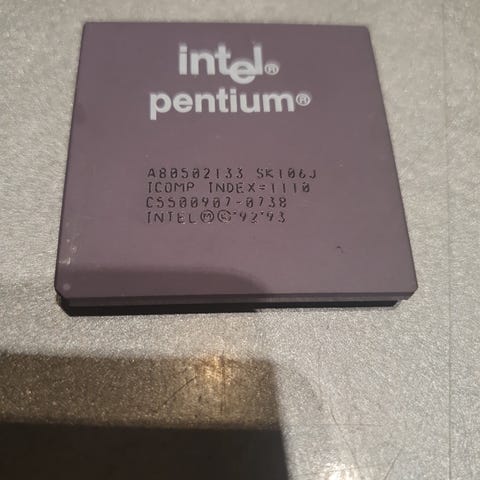 intel®
pentium®
A80502133 SK106J
ICOMP INDEX=1110
C5500907-0738
INTEL Ⓜ © '92 '93